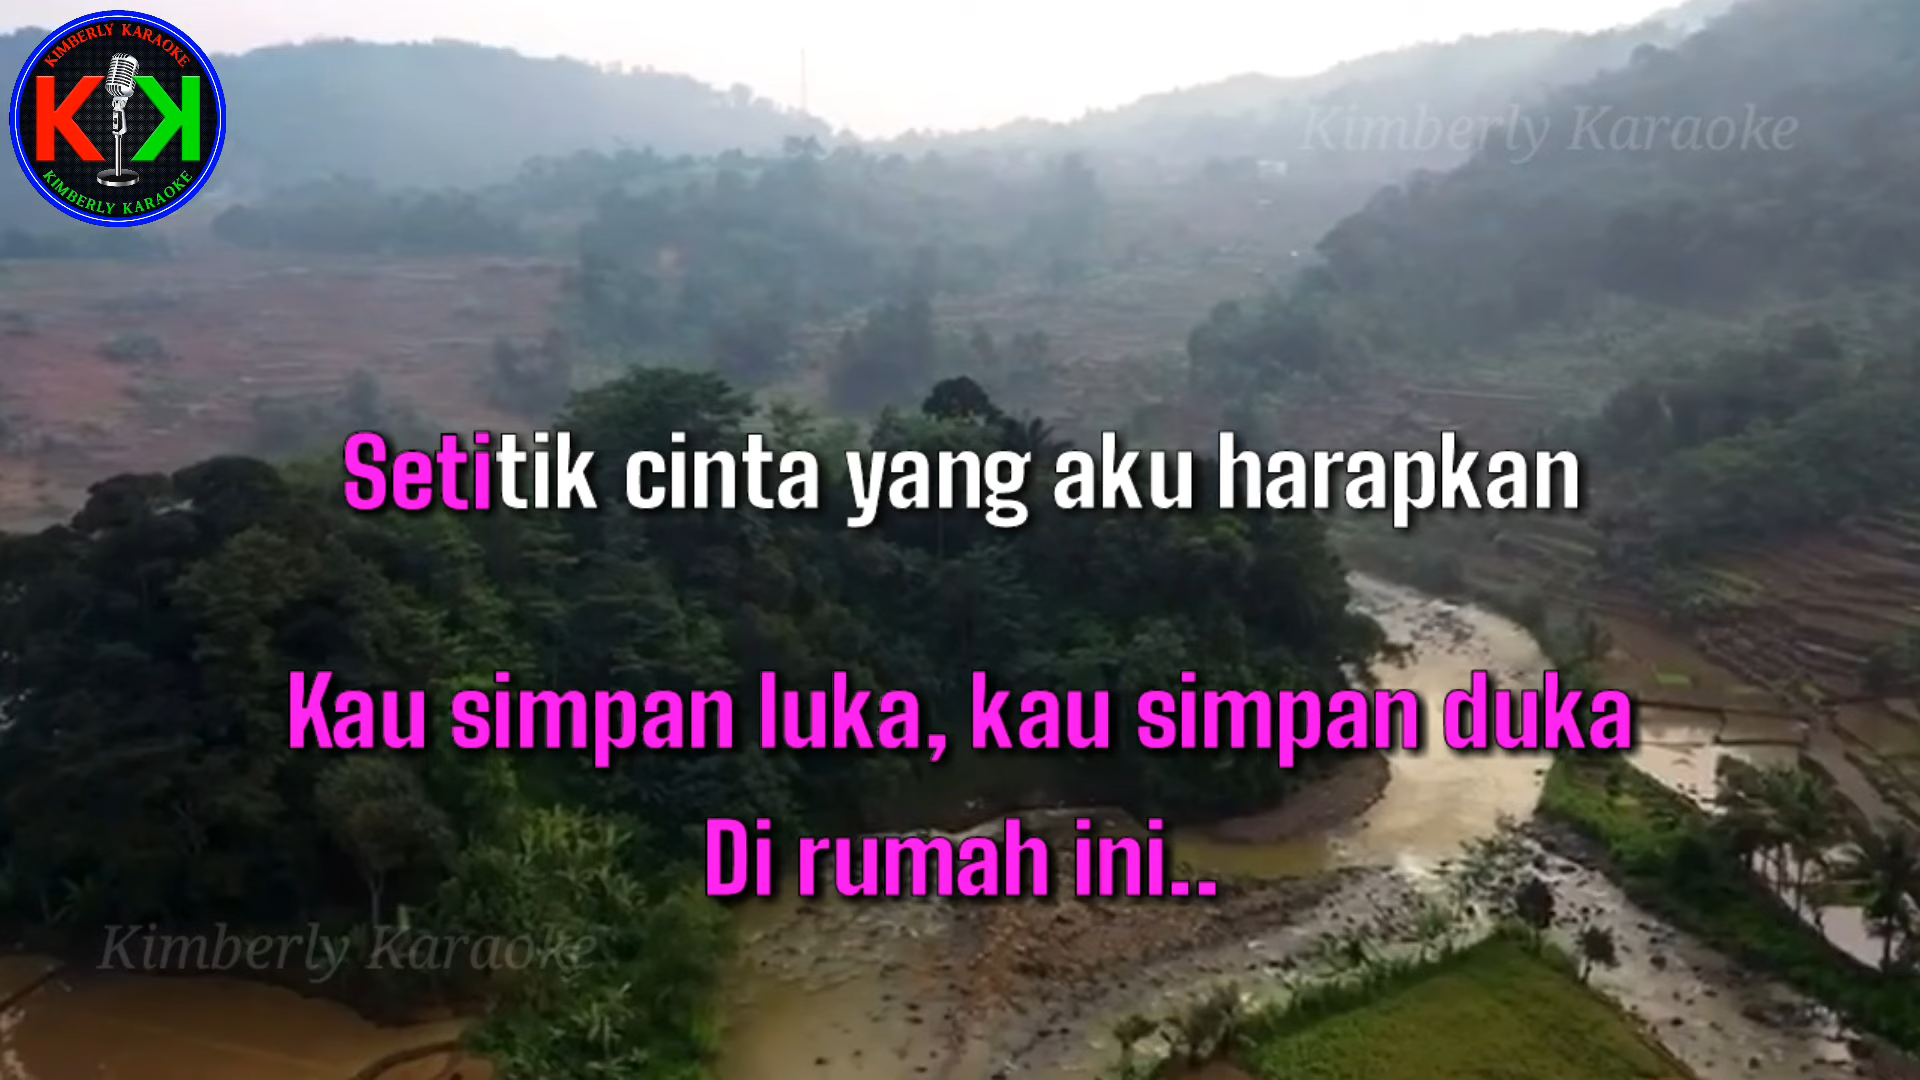 KIMBERLY KARAOKE
KK
KIMBERLY KARAOKE
Kimberly Karaoke
Setitik cinta yang aku harapkan
Kau simpan luka, kau simpan duka
Di rumah ini..
Kimberly Karaoke